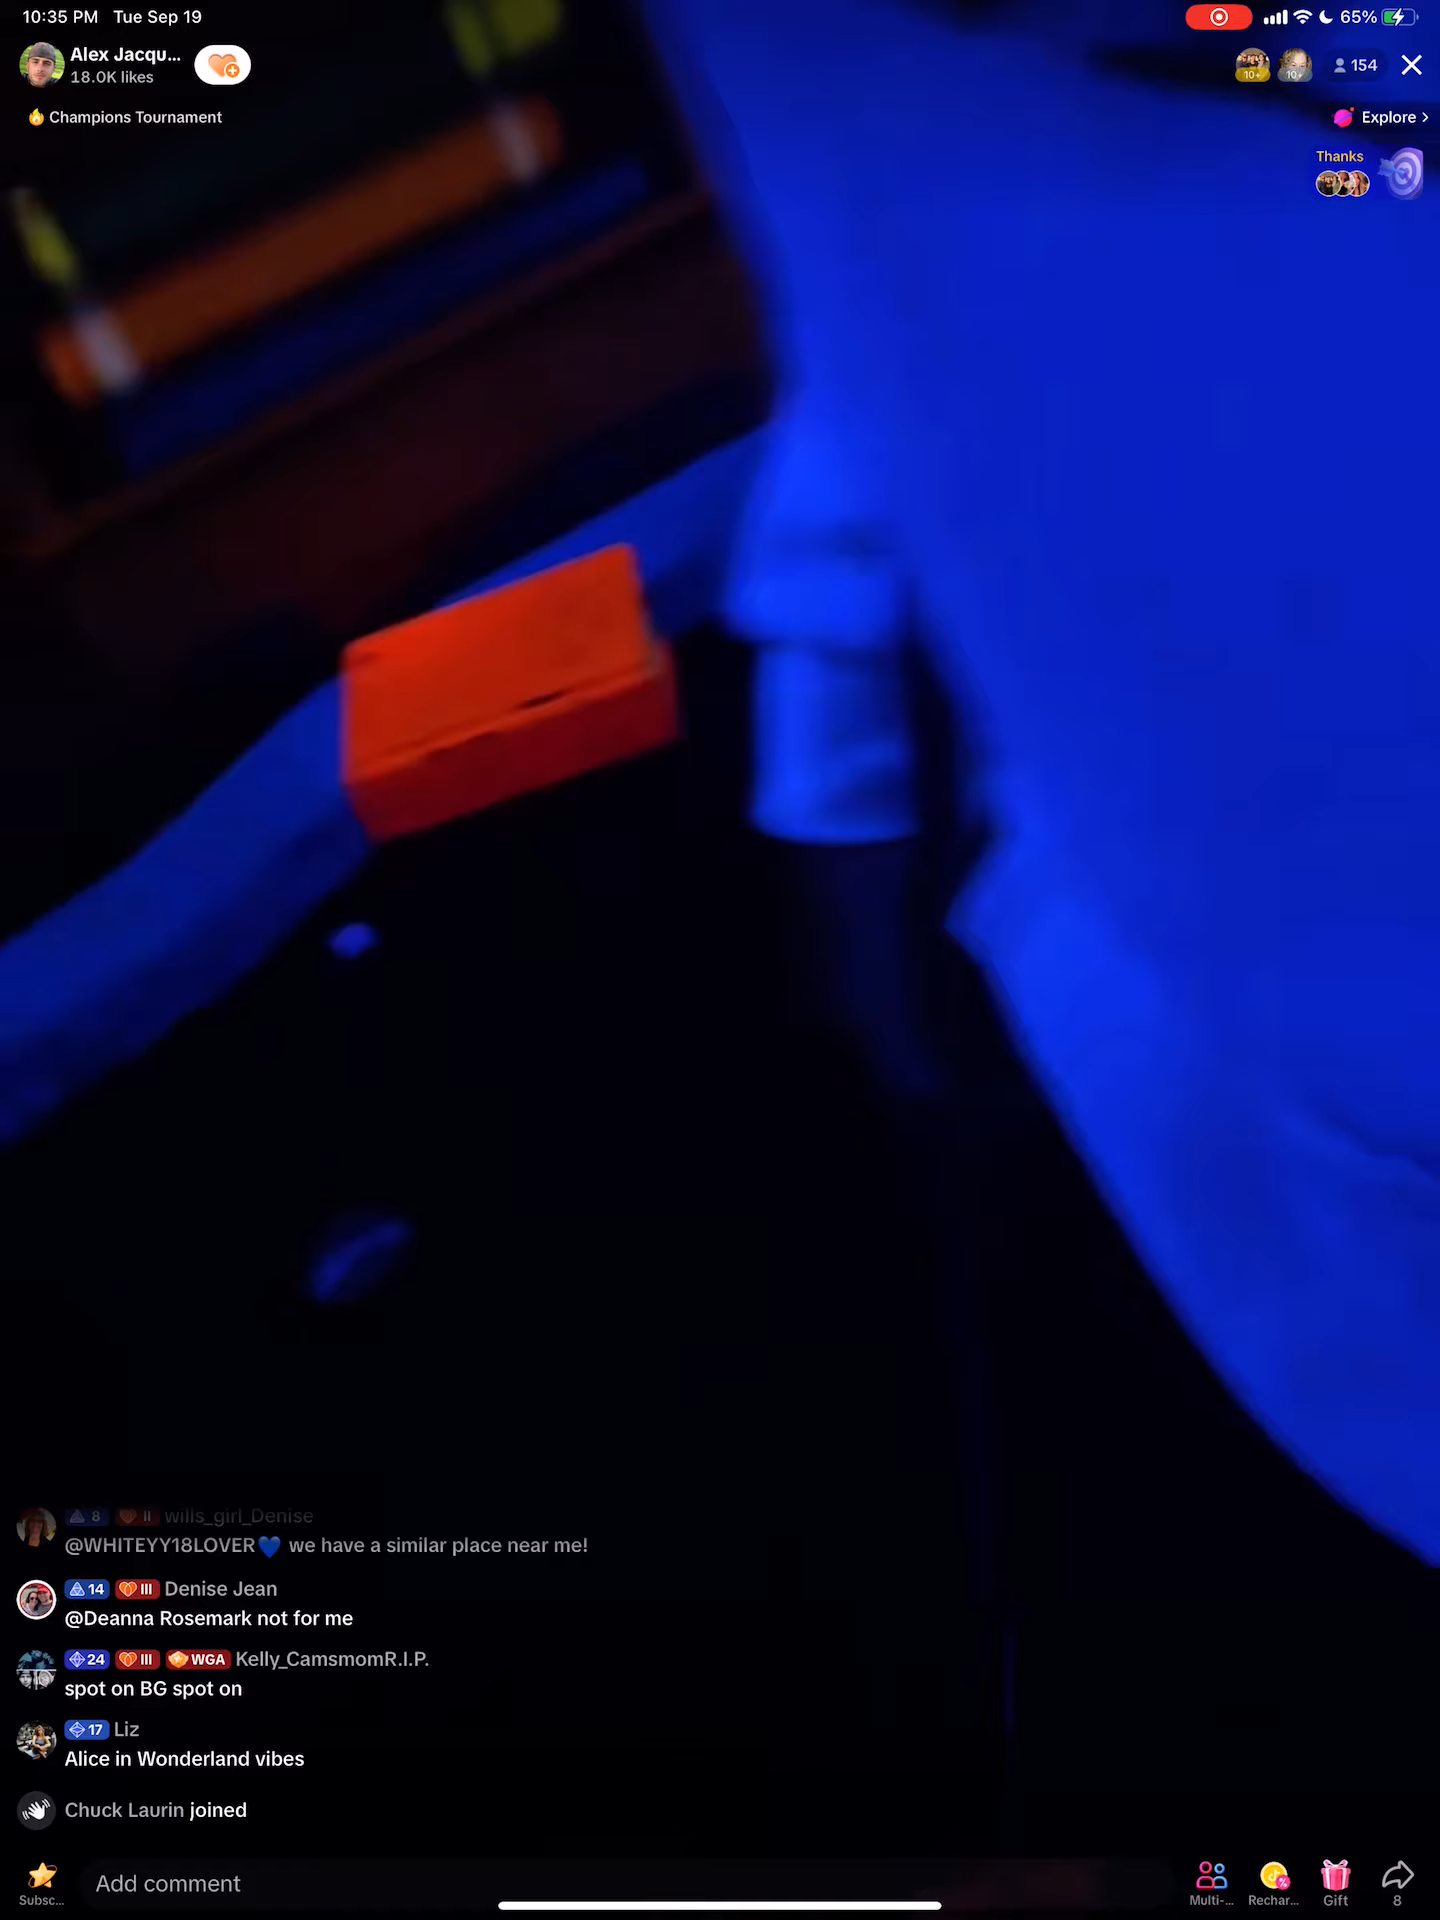 10:35 PM Tue Sep 19
65%
Alex Jacqu...
18.0K likes
10+
10+
154
🔥 Champions Tournament
Explore >
Thanks
8 II wills_girl_Denise
@WHITEYY18LOVER💙 we have a similar place near me!
14 III Denise Jean
@Deanna Rosemark not for me
24 III WGA Kelly_CamsmomR.I.P.
spot on BG spot on
17 Liz
Alice in Wonderland vibes
Chuck Laurin joined
Subsc...
Add comment
Multi-...
Rechar...
Gift
8